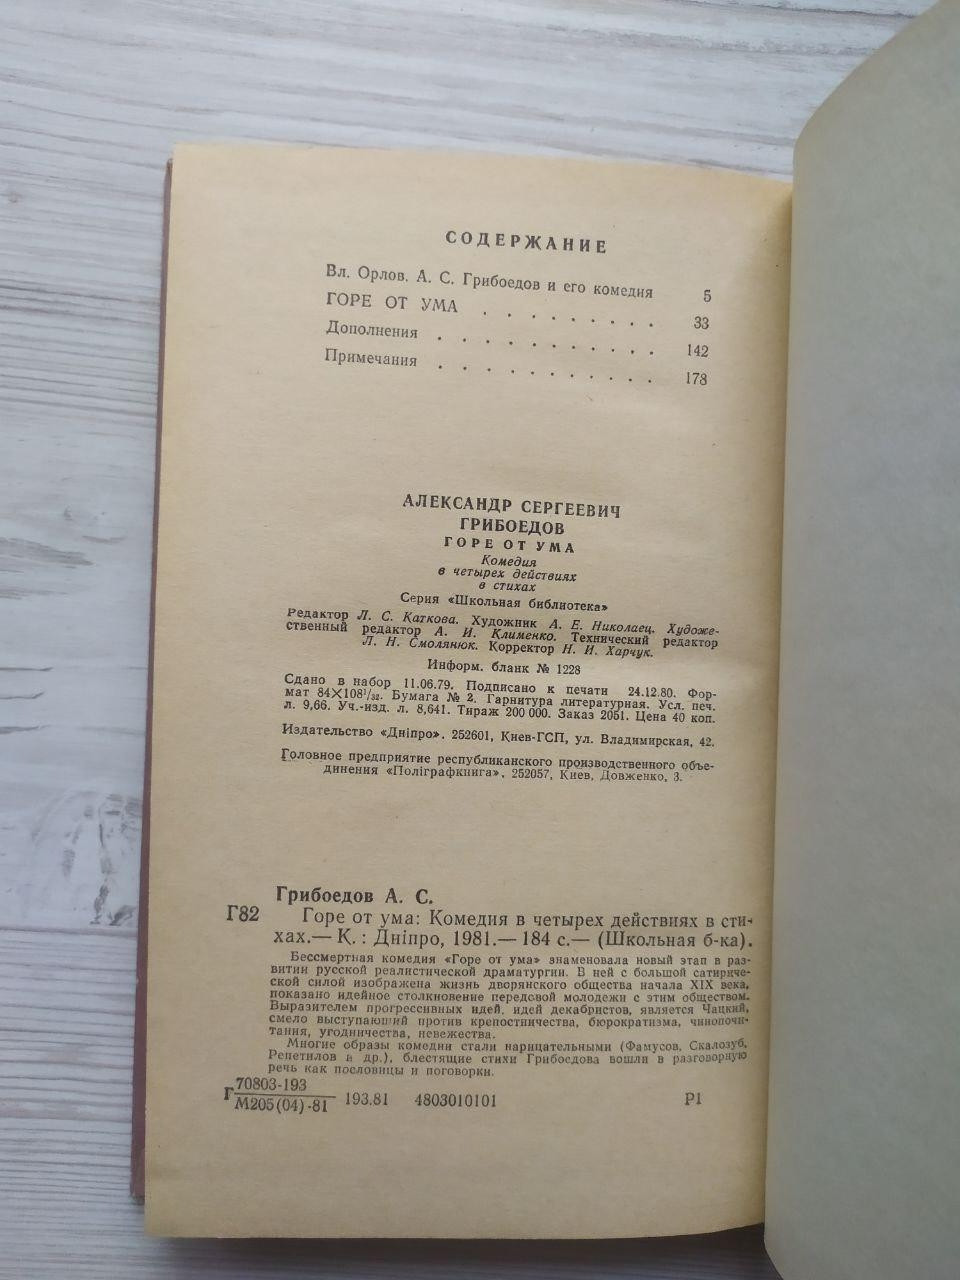 СОДЕРЖАНИЕ
Вл. Орлов. А. С. Грибоедов и его комедия 5
ГОРЕ ОТ УМА . . . . . . . . 33
Дополнения . . . . . . . . . . 142
Примечания . . . . . . . . . . 178
АЛЕКСАНДР СЕРГЕЕВИЧ
ГРИБОЕДОВ
ГОРЕ ОТ УМА
Комедия
в четырех действиях
в стихах
Серия «Школьная библиотека»
Редактор Л. С. Каткова. Художник А. Е. Николаец. Художе-
ственный редактор А. И. Клименко. Технический редактор
Л. Н. Смолянюк. Корректор Н. И. Харчук.
Информ. бланк № 1228
Сдано в набор 11.06.79. Подписано к печати 24.12.80. Фор-
мат 84×108¹/₃₂. Бумага № 2. Гарнитура литературная. Усл. печ.
л. 9,66. Уч.-изд. л. 8,641. Тираж 200 000. Заказ 2051. Цена 40 коп.
Издательство «Дніпро». 252601, Киев-ГСП, ул. Владимирская, 42.
Головное предприятие республиканского производственного объе-
динения «Поліграфкнига», 252057, Киев, Довженко, 3.
Грибоедов А. С.
Г82 Горе от ума: Комедия в четырех действиях в сти-
хах.— К.: Дніпро, 1981.— 184 с.— (Школьная б-ка).
Бессмертная комедия «Горе от ума» знаменовала новый этап в раз-
витии русской реалистической драматургии. В ней с большой сатириче-
ской силой изображена жизнь дворянского общества начала XIX века,
показано идейное столкновение передовой молодежи с этим обществом.
Выразителем прогрессивных идей, идей декабристов, является Чацкий,
смело выступающий против крепостничества, бюрократизма, чинопочи-
тания, угодничества, невежества.
Многие образы комедии стали нарицательными (Фамусов, Скалозуб,
Репетилов и др.), блестящие стихи Грибоедова вошли в разговорную
речь как пословицы и поговорки.
Г 70803-193
М205(04)-81 193.81 4803010101 Р1